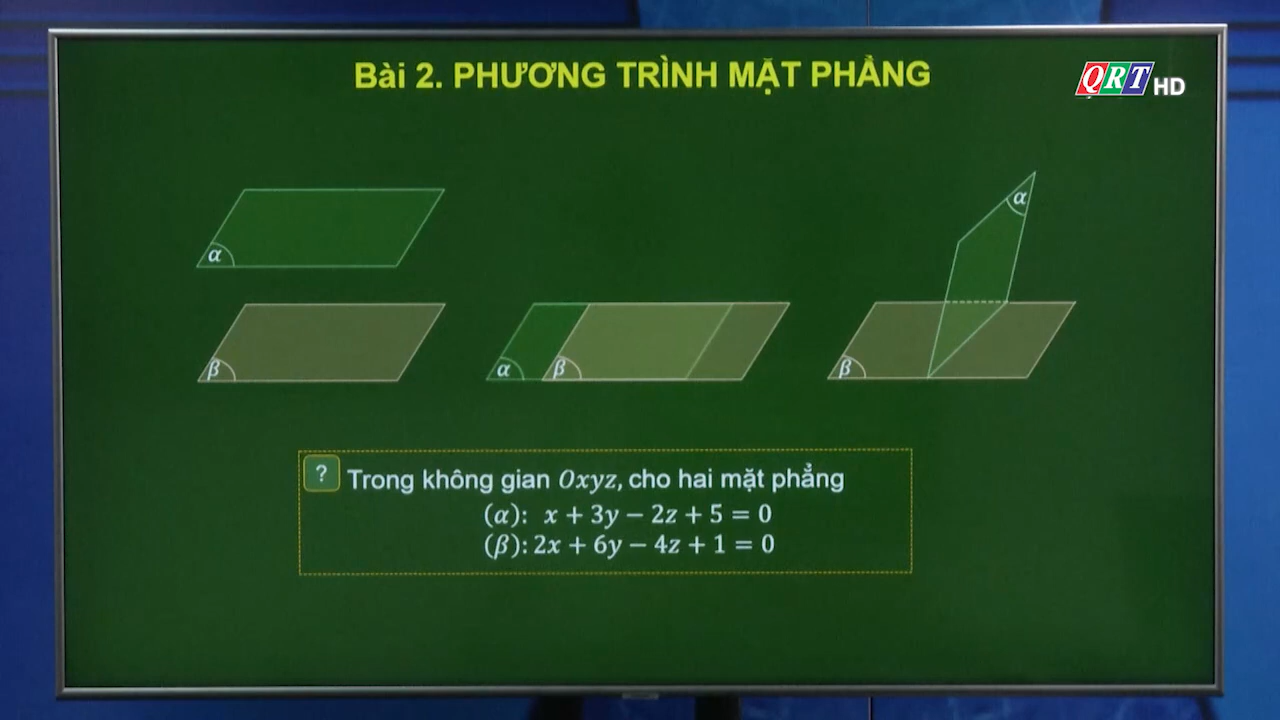 Bài 2. PHƯƠNG TRÌNH MẶT PHẲNG
QRT HD
α
α
β
α
β
β
? Trong không gian Oxyz, cho hai mặt phẳng
(α): x + 3y − 2z + 5 = 0
(β): 2x + 6y − 4z + 1 = 0